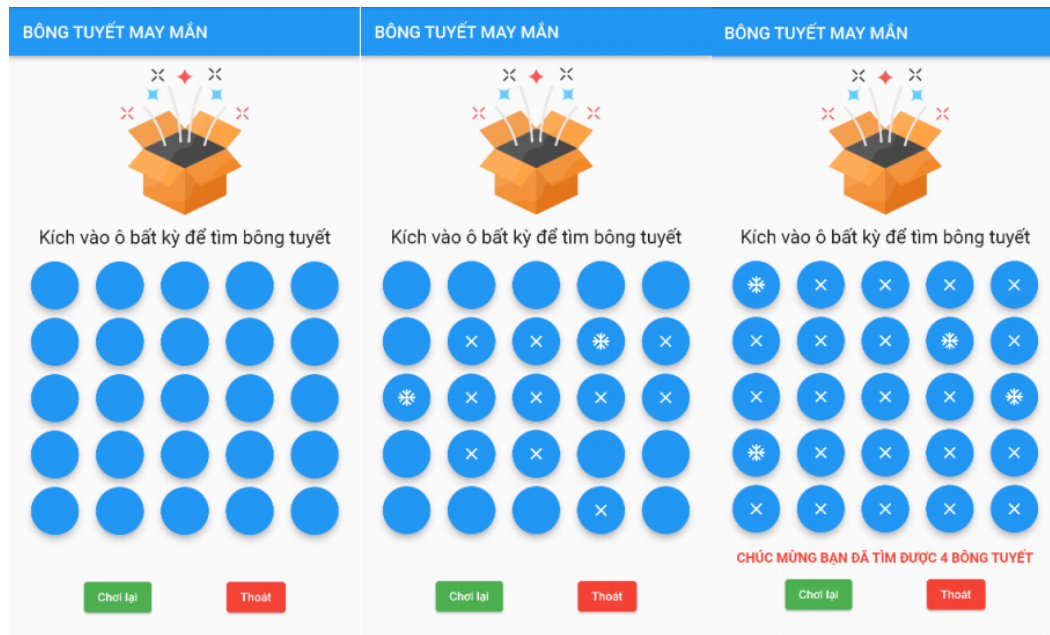 BÔNG TUYẾT MAY MẮN
Kích vào ô bất kỳ để tìm bông tuyết
Chơi lại
Thoát
BÔNG TUYẾT MAY MẮN
Kích vào ô bất kỳ để tìm bông tuyết
Chơi lại
Thoát
BÔNG TUYẾT MAY MẮN
Kích vào ô bất kỳ để tìm bông tuyết
CHÚC MỪNG BẠN ĐÃ TÌM ĐƯỢC 4 BÔNG TUYẾT
Chơi lại
Thoát